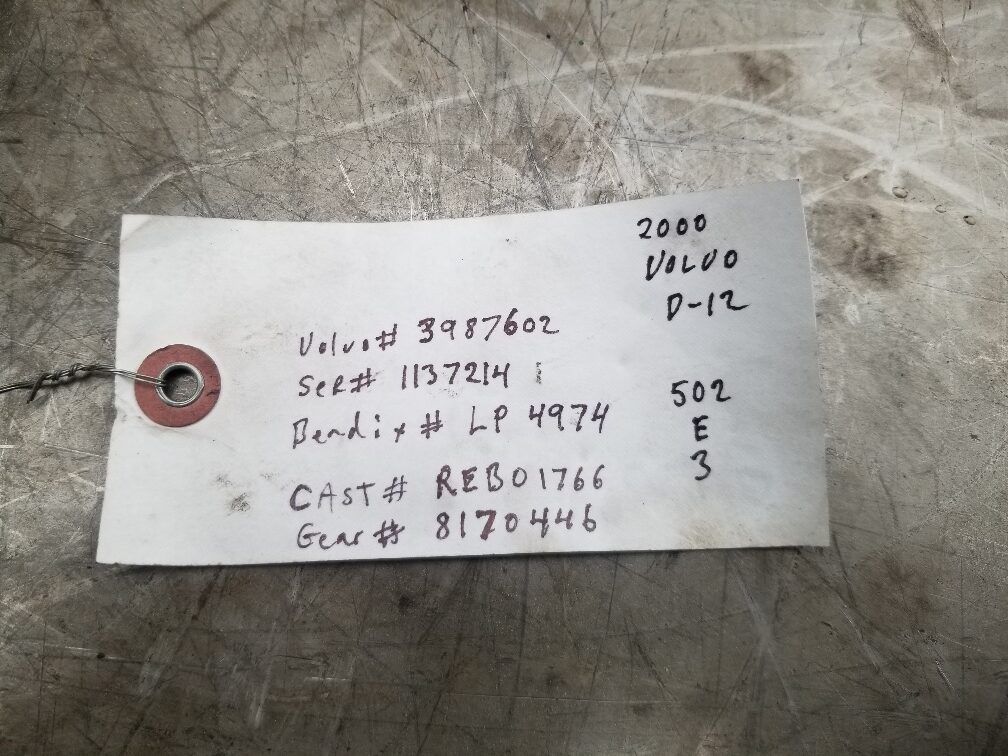 2000
VOLVO
D-12
Volvo# 3987602
SER# 1137214
Bendix # LP 4974
CAST# REB01766
Gear# 8170446
502
E
3